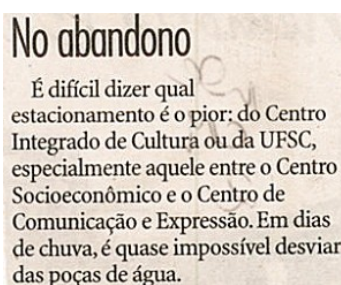 No abandono
É difícil dizer qual
estacionamento é o pior: do Centro
Integrado de Cultura ou da UFSC,
especialmente aquele entre o Centro
Socioeconômico e o Centro de
Comunicação e Expressão. Em dias
de chuva, é quase impossível desviar
das poças de água.